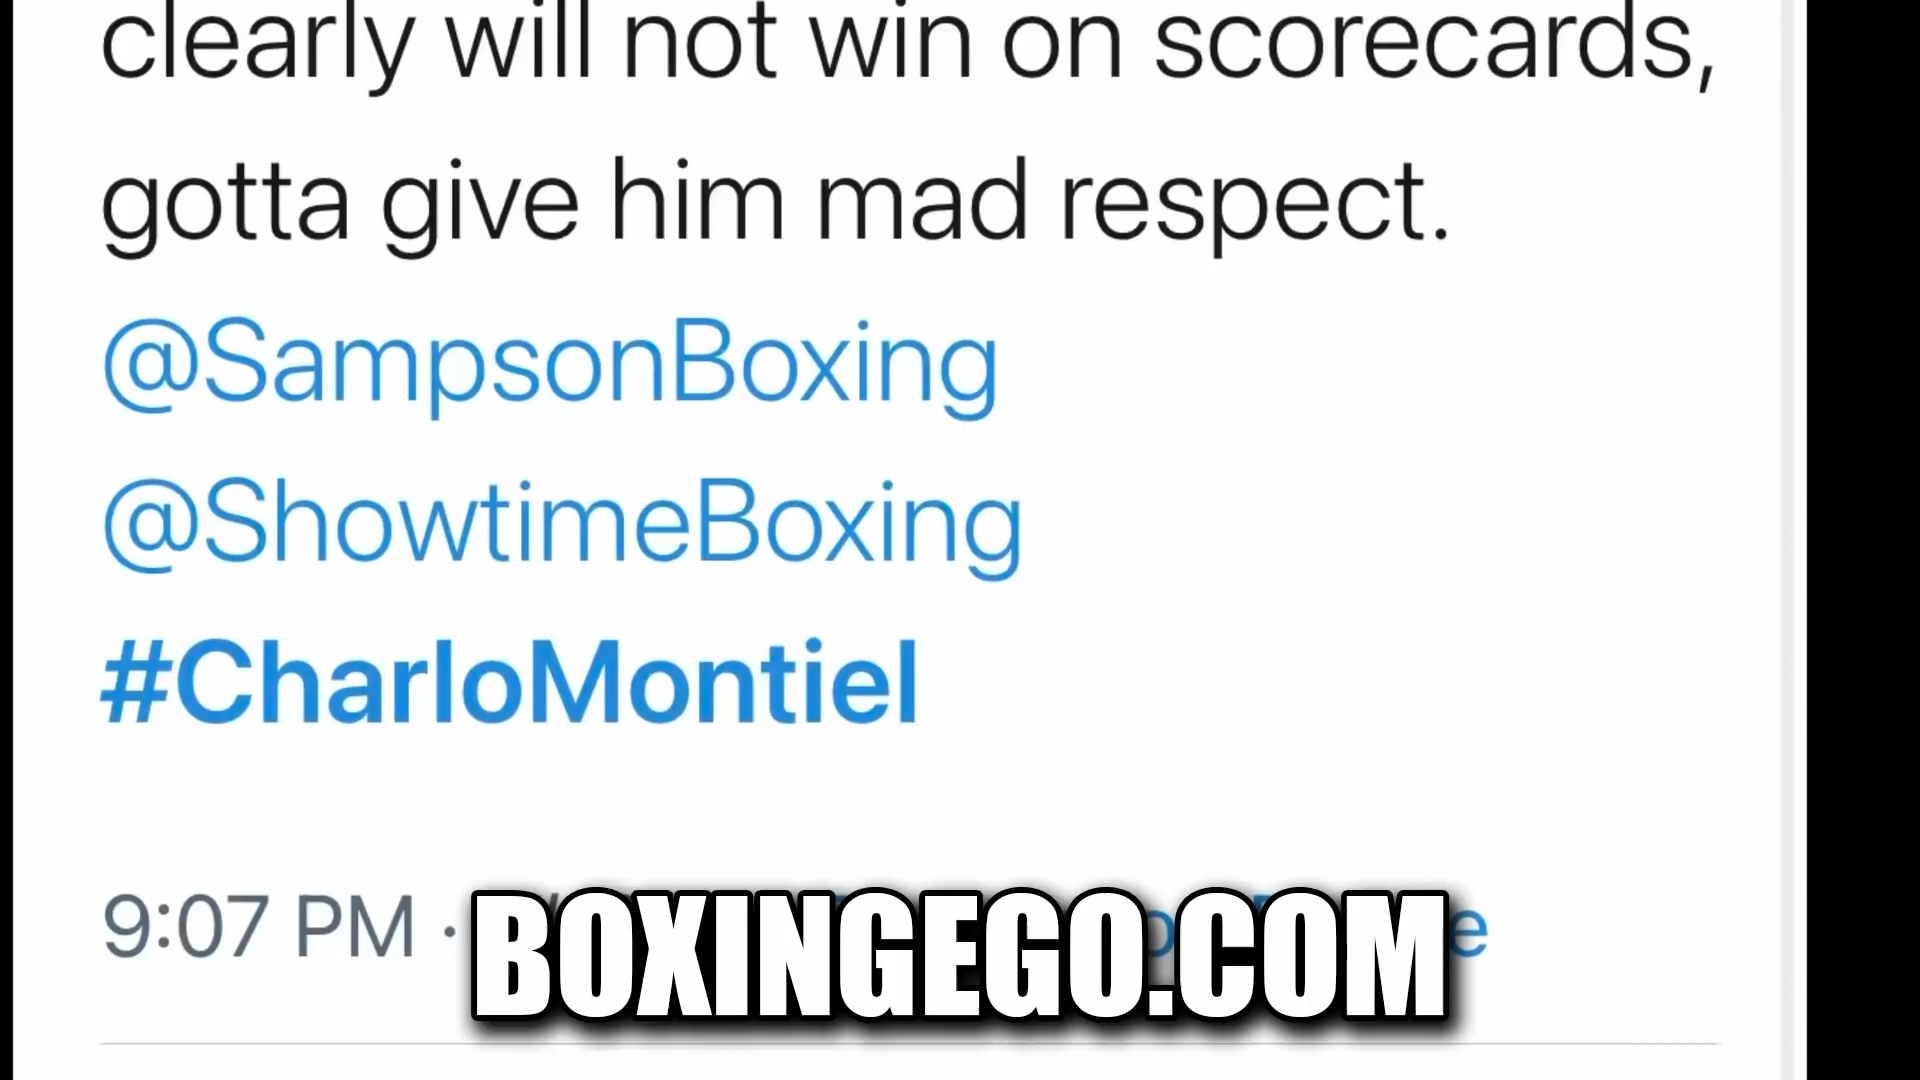 clearly will not win on scorecards,
gotta give him mad respect.
@SampsonBoxing
@ShowtimeBoxing
#CharloMontiel
9:07 PM ·
BOXINGEGO.COM